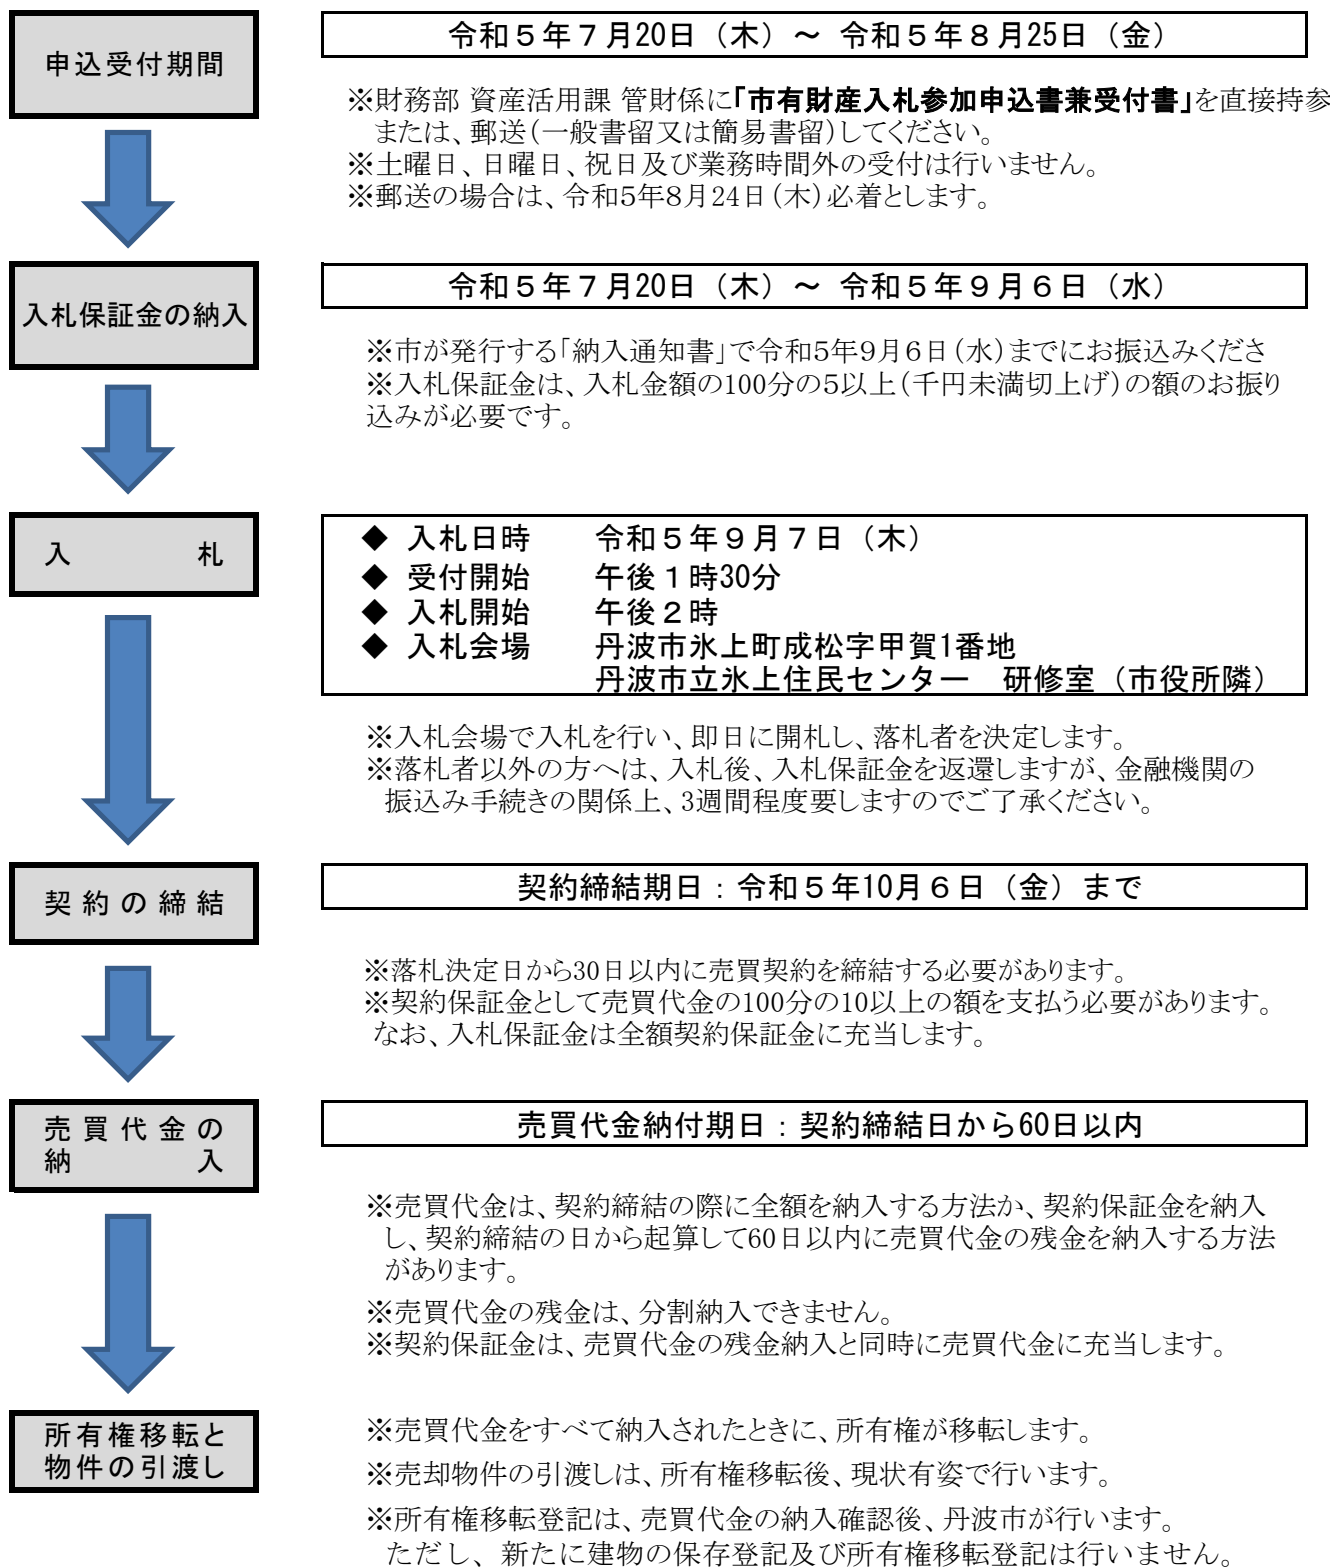 申込受付期間
令和５年７月20日（木）～ 令和５年８月25日（金）
※財務部 資産活用課 管財係に「市有財産入札参加申込書兼受付書」を直接持参
または、郵送（一般書留又は簡易書留）してください。
※土曜日、日曜日、祝日及び業務時間外の受付は行いません。
※郵送の場合は、令和5年8月24日（木）必着とします。
入札保証金の納入
令和５年７月20日（木）～ 令和５年９月６日（水）
※市が発行する「納入通知書」で令和5年9月6日（水）までにお振込みくださ
※入札保証金は、入札金額の100分の5以上（千円未満切上げ）の額のお振り
込みが必要です。
入　　　　札
◆ 入札日時　　令和５年９月７日（木）
◆ 受付開始　　午後１時30分
◆ 入札開始　　午後２時
◆ 入札会場　　丹波市氷上町成松字甲賀1番地
丹波市立氷上住民センター　研修室（市役所隣）
※入札会場で入札を行い、即日に開札し、落札者を決定します。
※落札者以外の方へは、入札後、入札保証金を返還しますが、金融機関の
振込み手続きの関係上、3週間程度要しますのでご了承ください。
契約の締結
契約締結期日：令和５年10月６日（金）まで
※落札決定日から30日以内に売買契約を締結する必要があります。
※契約保証金として売買代金の100分の10以上の額を支払う必要があります。
なお、入札保証金は全額契約保証金に充当します。
売買代金の
納　　　　入
売買代金納付期日：契約締結日から60日以内
※売買代金は、契約締結の際に全額を納入する方法か、契約保証金を納入
し、契約締結の日から起算して60日以内に売買代金の残金を納入する方法
があります。
※売買代金の残金は、分割納入できません。
※契約保証金は、売買代金の残金納入と同時に売買代金に充当します。
所有権移転と
物件の引渡し
※売買代金をすべて納入されたときに、所有権が移転します。
※売却物件の引渡しは、所有権移転後、現状有姿で行います。
※所有権移転登記は、売買代金の納入確認後、丹波市が行います。
ただし、新たに建物の保存登記及び所有権移転登記は行いません。